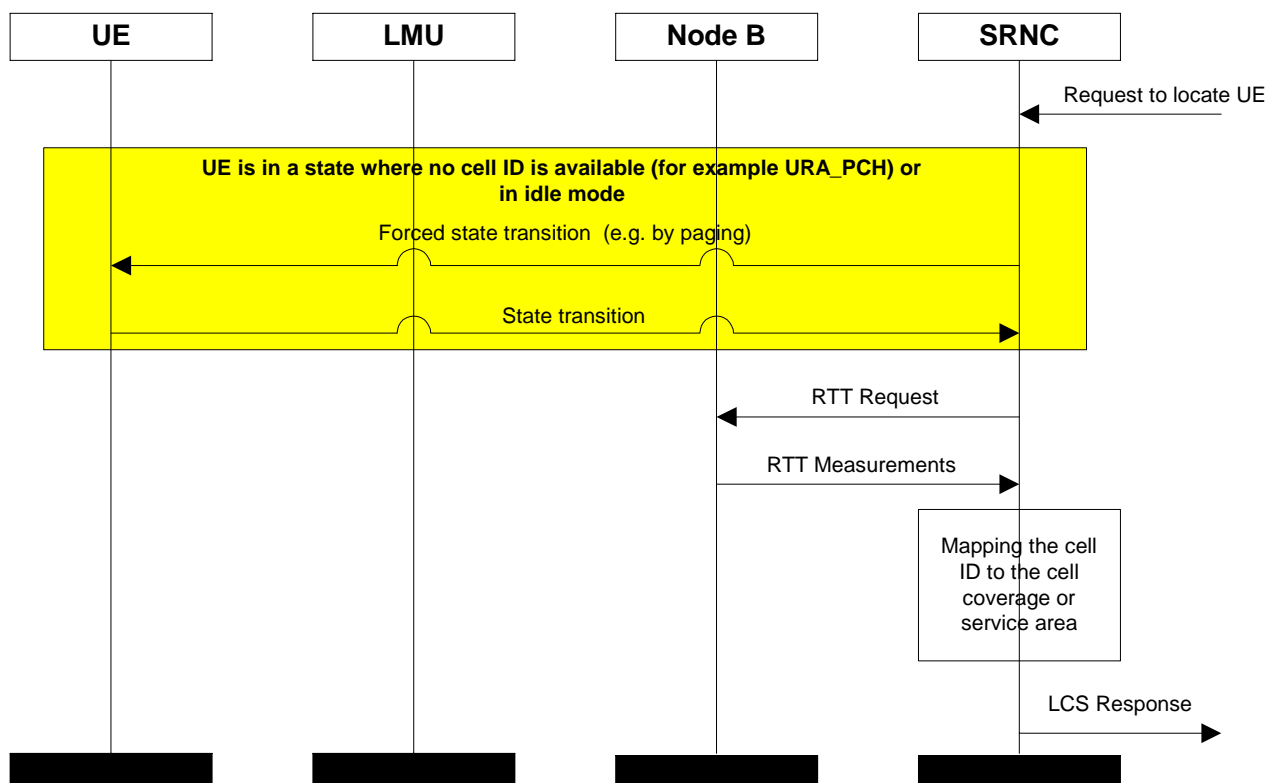 UE
LMU
Node B
SRNC
Request to locate UE
UE is in a state where no cell ID is available (for example URA_PCH) or
in idle mode
Forced state transition (e.g. by paging)
State transition
RTT Request
RTT Measurements
Mapping the cell
ID to the cell
coverage or
service area
LCS Response